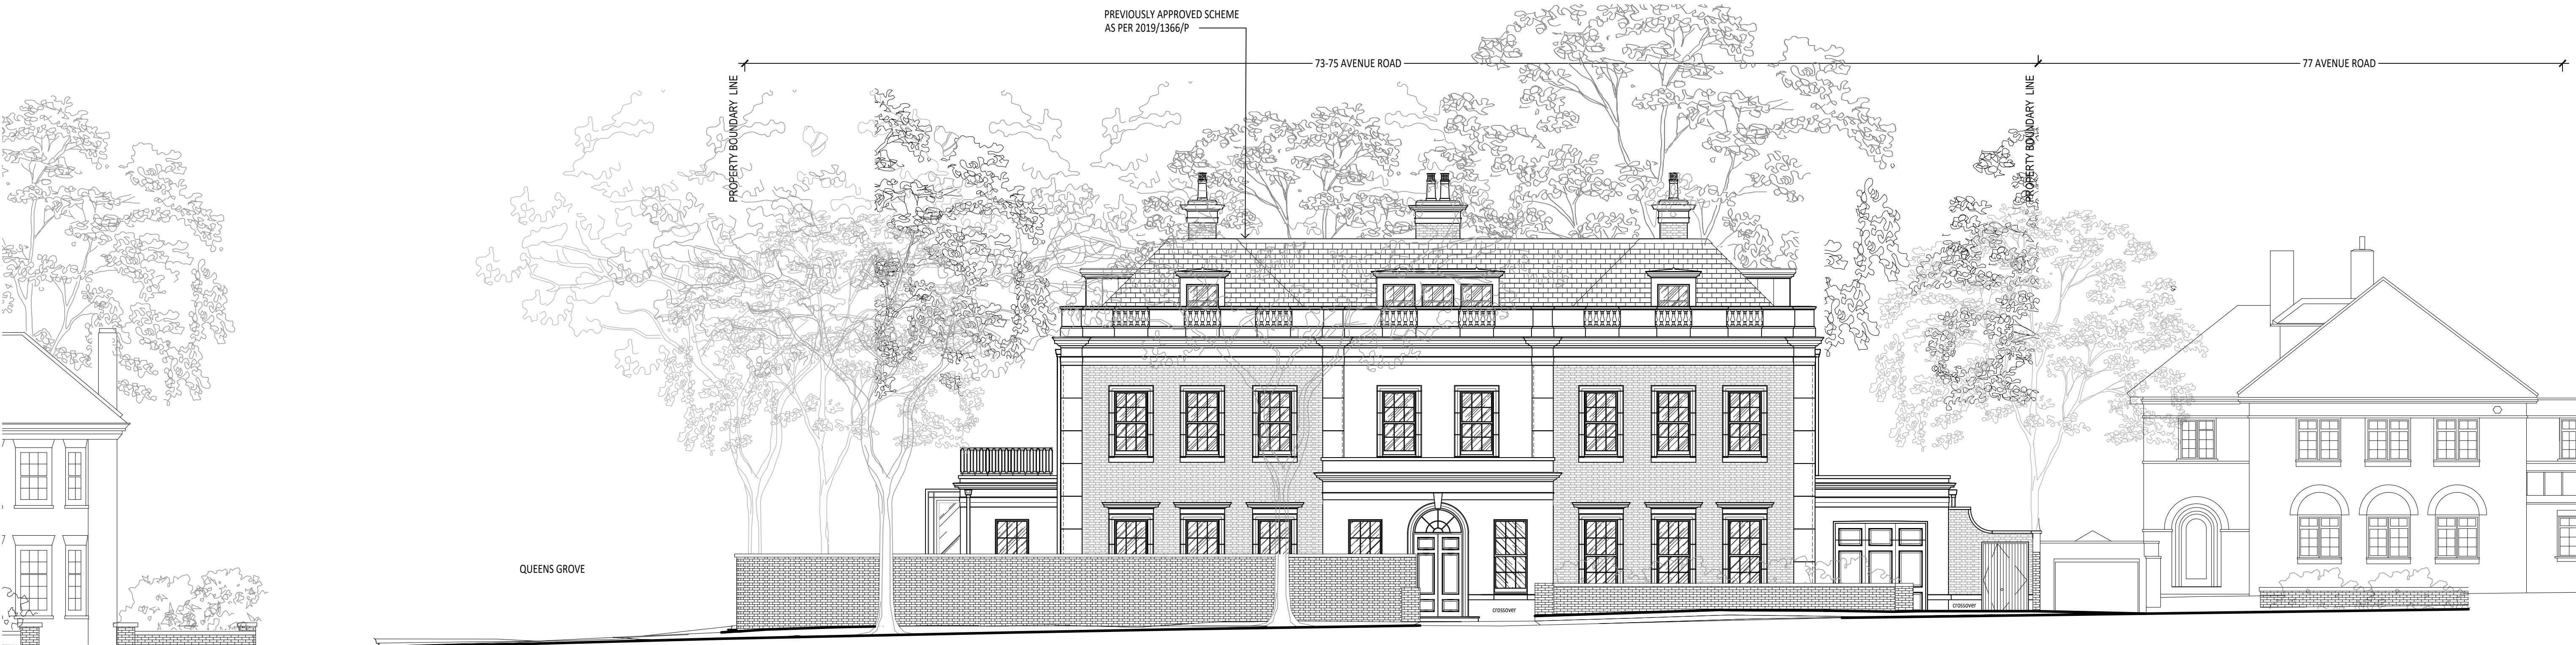 PREVIOUSLY APPROVED SCHEME
AS PER 2019/1366/P
73-75 AVENUE ROAD
77 AVENUE ROAD
PROPERTY BOUNDARY LINE
PROPERTY BOUNDARY LINE
QUEENS GROVE
crossover
crossover
7